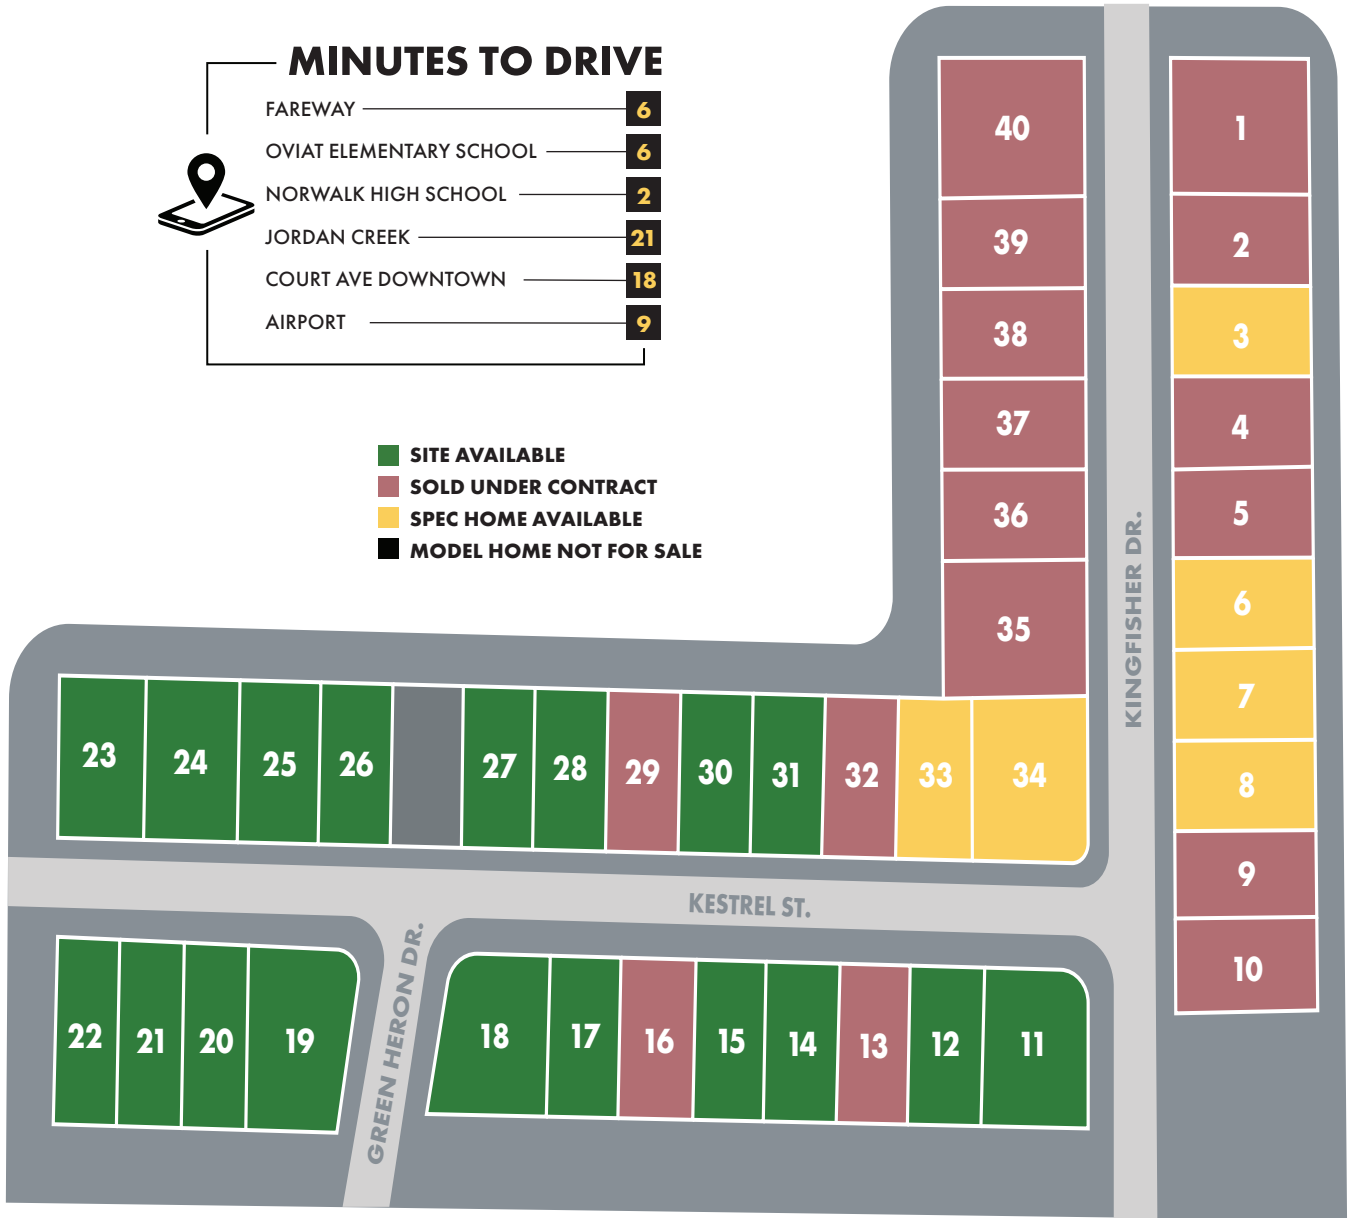 MINUTES TO DRIVE
FAREWAY 6
OVIAT ELEMENTARY SCHOOL 6
NORWALK HIGH SCHOOL 2
JORDAN CREEK 21
COURT AVE DOWNTOWN 18
AIRPORT 9
SITE AVAILABLE
SOLD UNDER CONTRACT
SPEC HOME AVAILABLE
MODEL HOME NOT FOR SALE
40
39
38
37
36
35
1
2
3
4
5
6
7
8
9
10
KINGFISHER DR.
23 24 25 26 27 28 29 30 31 32 33 34
KESTREL ST.
22 21 20 19
GREEN HERON DR.
18 17 16 15 14 13 12 11